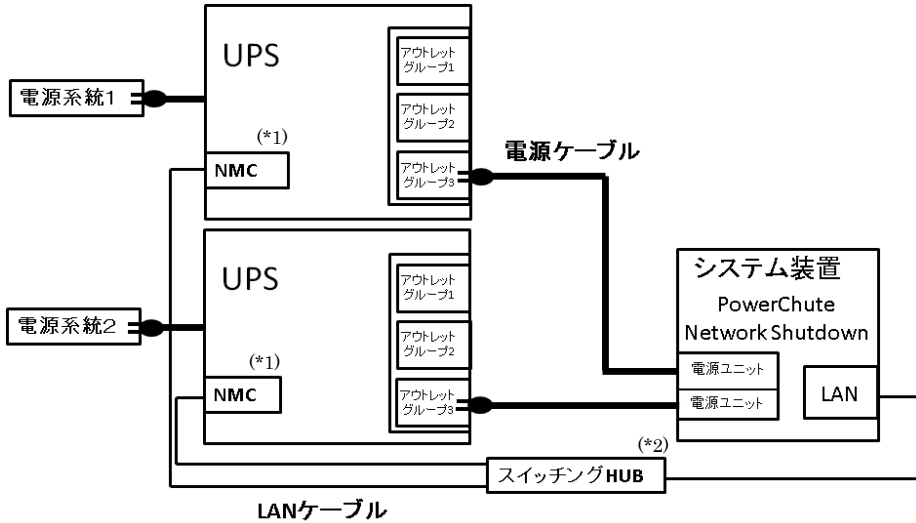 UPS
アウトレット
グループ1
電源系統1
アウトレット
グループ2
(*1)
電源ケーブル
NMC
アウトレット
グループ3
UPS
アウトレット
グループ1
システム装置
PowerChute
Network Shutdown
電源系統2
アウトレット
グループ2
(*1)
電源ユニット
NMC
アウトレット
グループ3
電源ユニット
LAN
(*2)
スイッチングHUB
LANケーブル